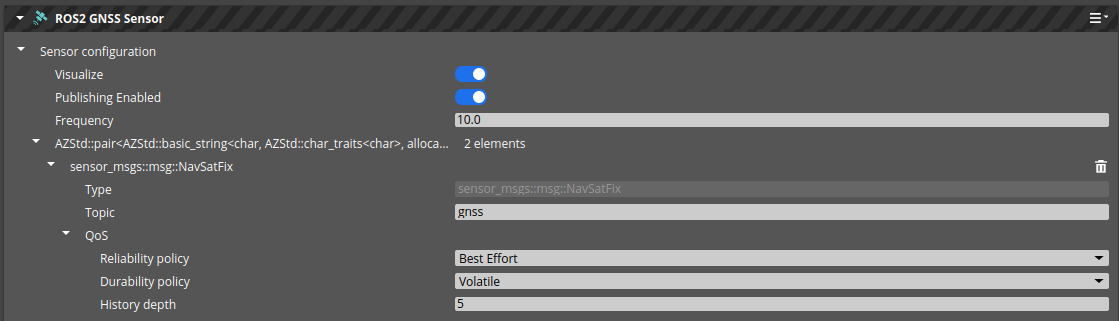 ROS2 GNSS Sensor
Sensor configuration
Visualize
Publishing Enabled
Frequency 10.0
AZStd::pair<AZStd::basic_string<char, AZStd::char_traits<char>, alloca... 2 elements
sensor_msgs::msg::NavSatFix
Type sensor_msgs::msg::NavSatFix
Topic gnss
QoS
Reliability policy Best Effort
Durability policy Volatile
History depth 5